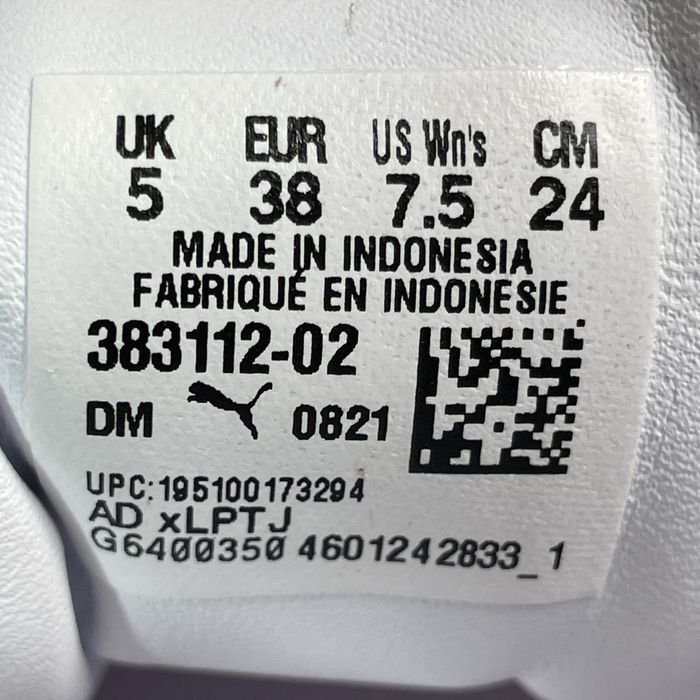 UK EUR US Wn's CM
5 38 7.5 24
MADE IN INDONESIA
FABRIQUÉ EN INDONESIE
383112-02
DM 0821
UPC:195100173294
AD xLPTJ
G6400350 4601242833_1